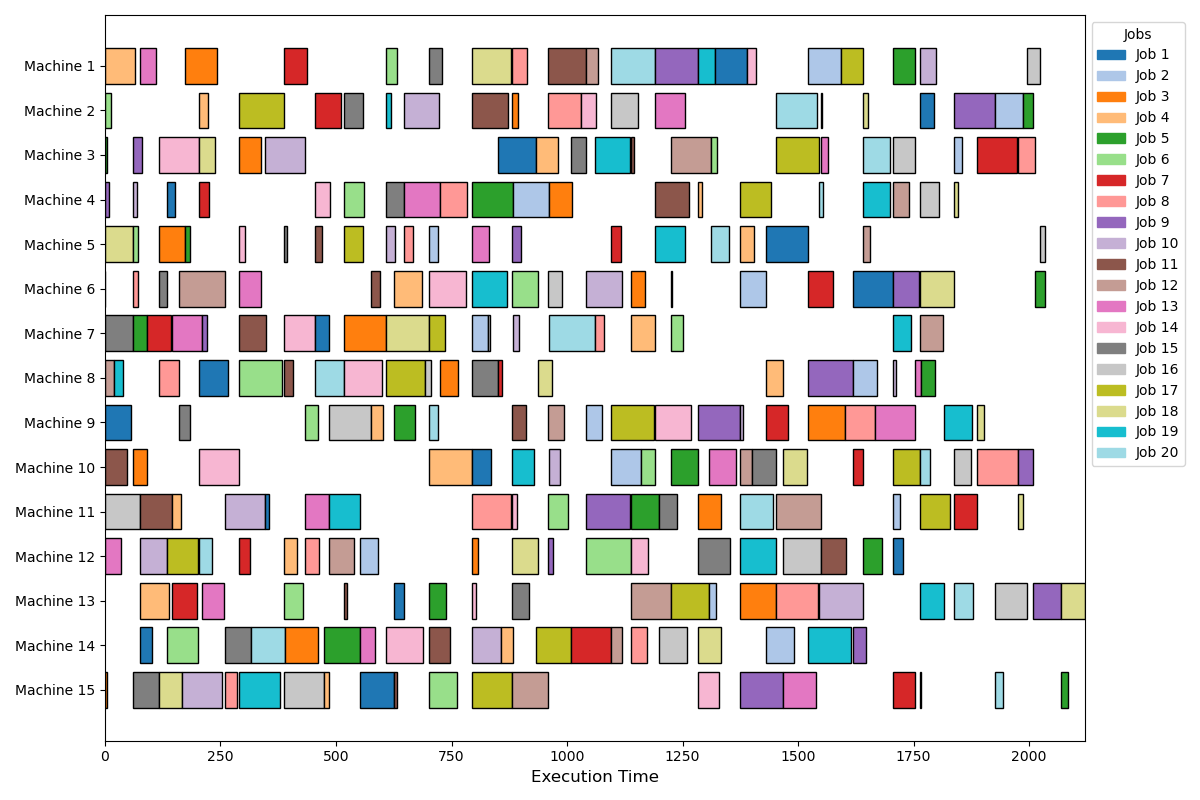 Machine 1
Machine 2
Machine 3
Machine 4
Machine 5
Machine 6
Machine 7
Machine 8
Machine 9
Machine 10
Machine 11
Machine 12
Machine 13
Machine 14
Machine 15
0 250 500 750 1000 1250 1500 1750 2000
Execution Time
Jobs
Job 1
Job 2
Job 3
Job 4
Job 5
Job 6
Job 7
Job 8
Job 9
Job 10
Job 11
Job 12
Job 13
Job 14
Job 15
Job 16
Job 17
Job 18
Job 19
Job 20